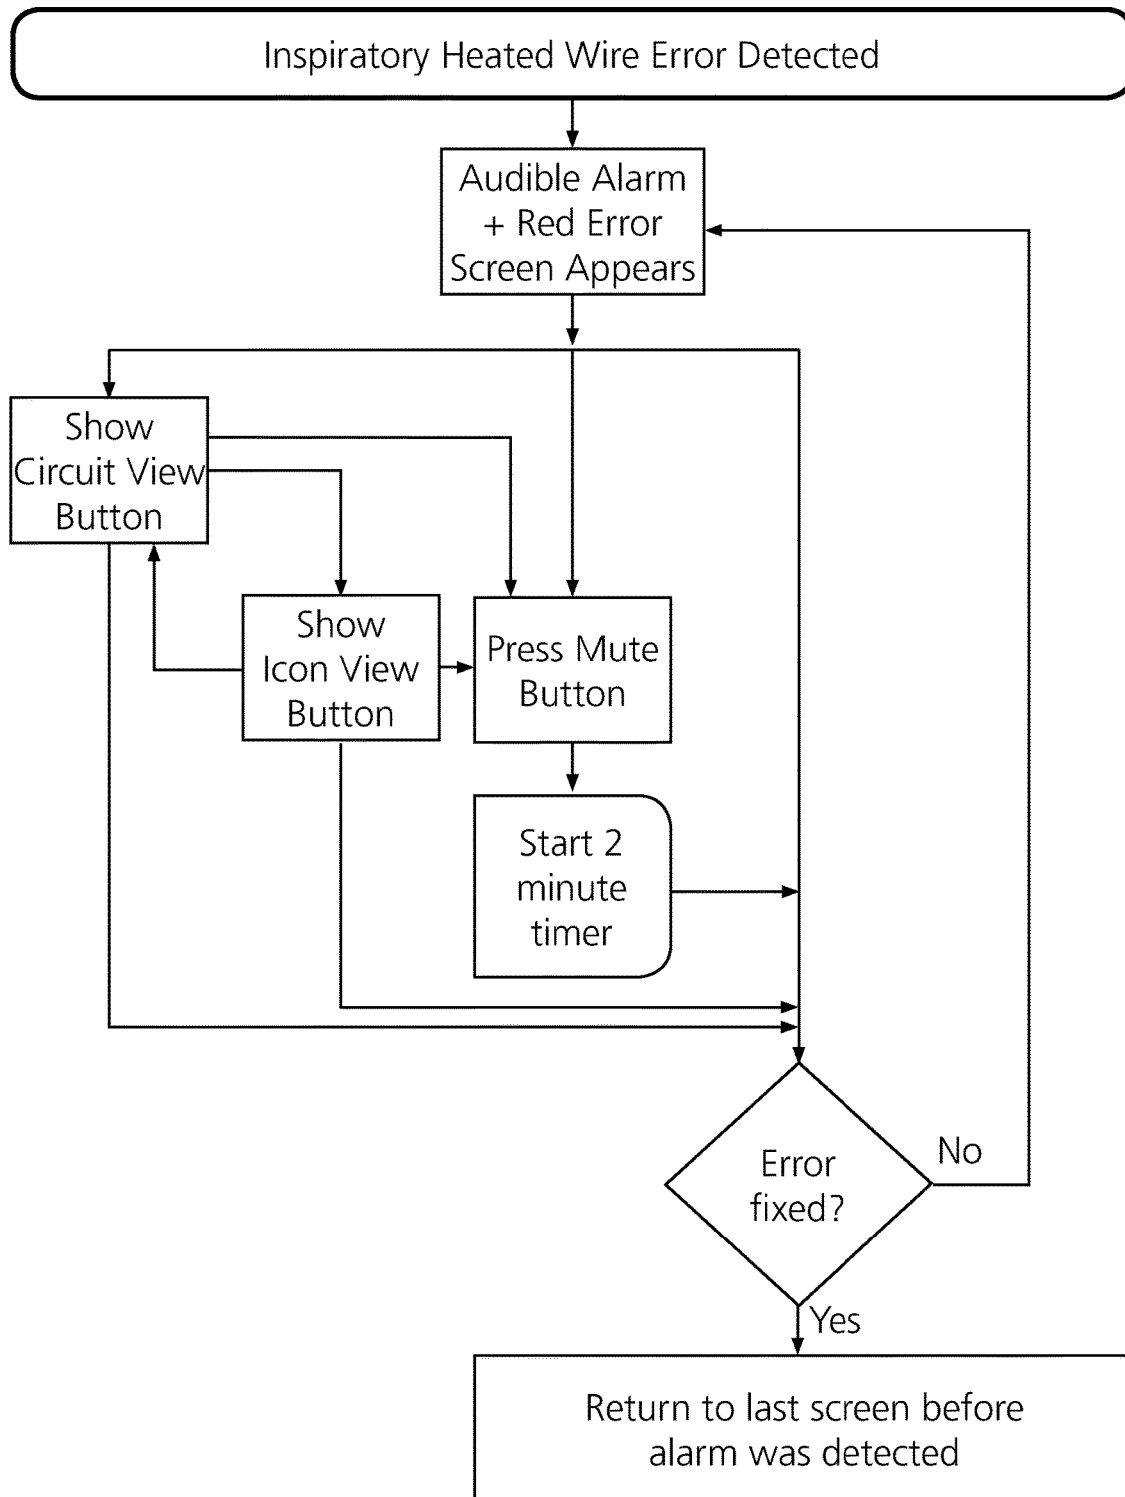 Inspiratory Heated Wire Error Detected
Audible Alarm
+ Red Error
Screen Appears
Show
Circuit View
Button
Show
Icon View
Button
Press Mute
Button
Start 2
minute
timer
Error
fixed?
No
Yes
Return to last screen before
alarm was detected